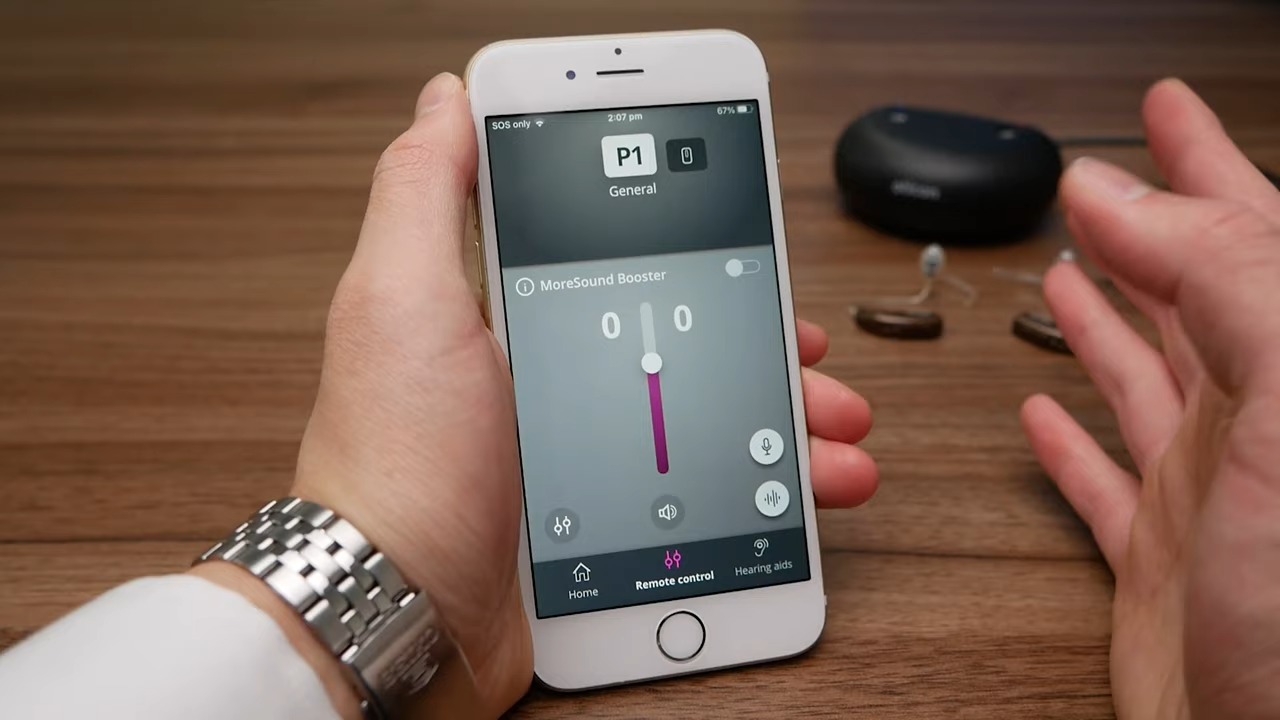 SOS only 2:07 pm 67%
P1
General
MoreSound Booster
0 0
Home Remote control Hearing aids